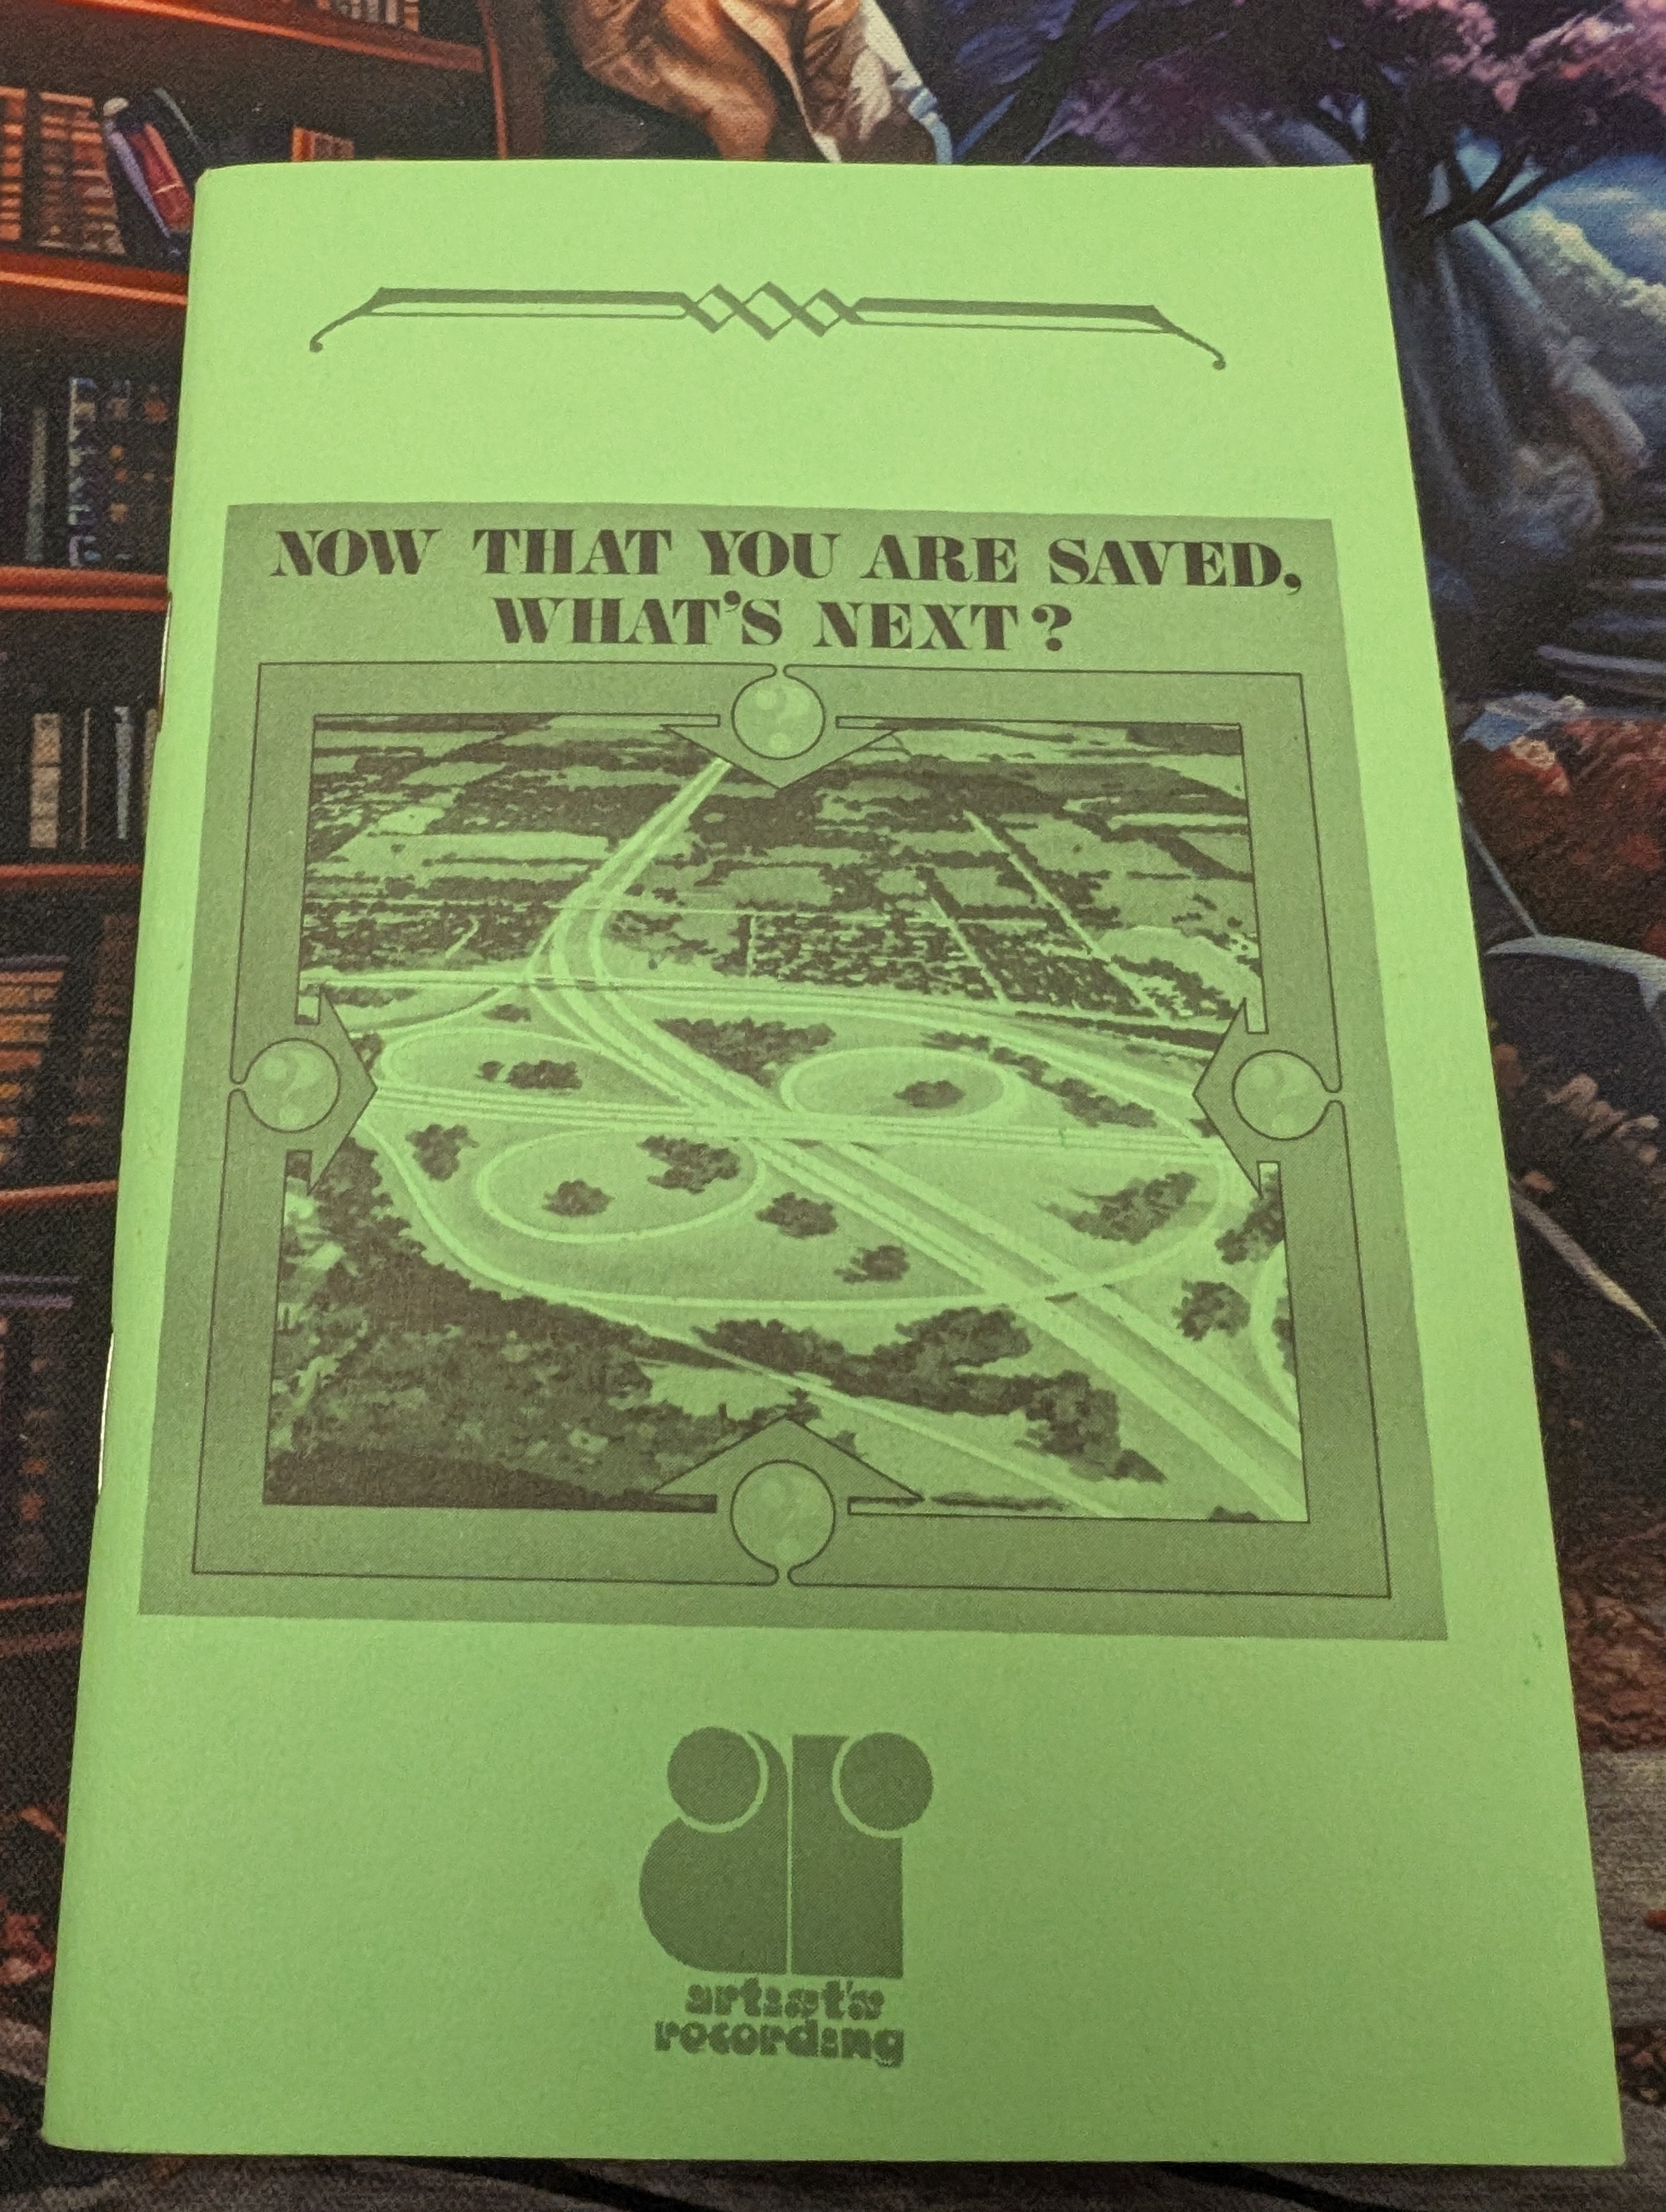 NOW THAT YOU ARE SAVED,
WHAT'S NEXT?
artist's
recording